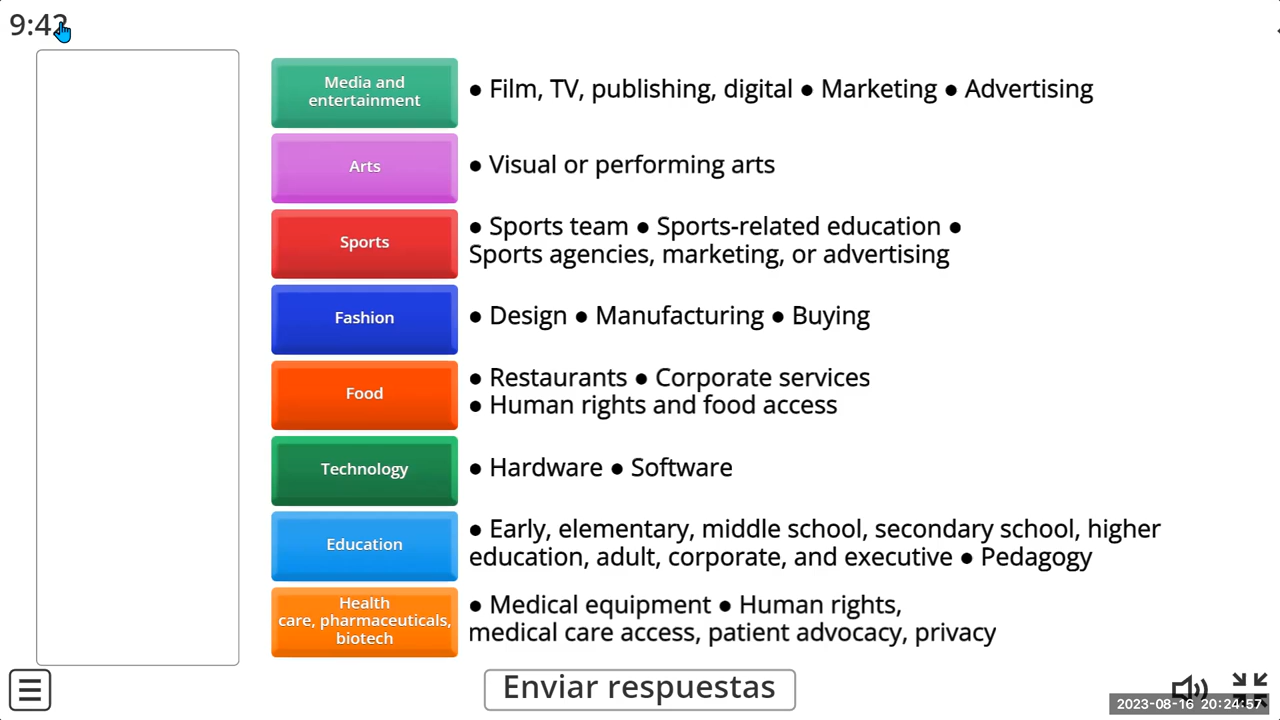 9:42
Media and
entertainment
● Film, TV, publishing, digital ● Marketing ● Advertising
Arts
● Visual or performing arts
Sports
● Sports team ● Sports-related education ●
Sports agencies, marketing, or advertising
Fashion
● Design ● Manufacturing ● Buying
Food
● Restaurants ● Corporate services
● Human rights and food access
Technology
● Hardware ● Software
Education
● Early, elementary, middle school, secondary school, higher
education, adult, corporate, and executive ● Pedagogy
Health
care, pharmaceuticals,
biotech
● Medical equipment ● Human rights,
medical care access, patient advocacy, privacy
Enviar respuestas
2023-08-16 20:24:57